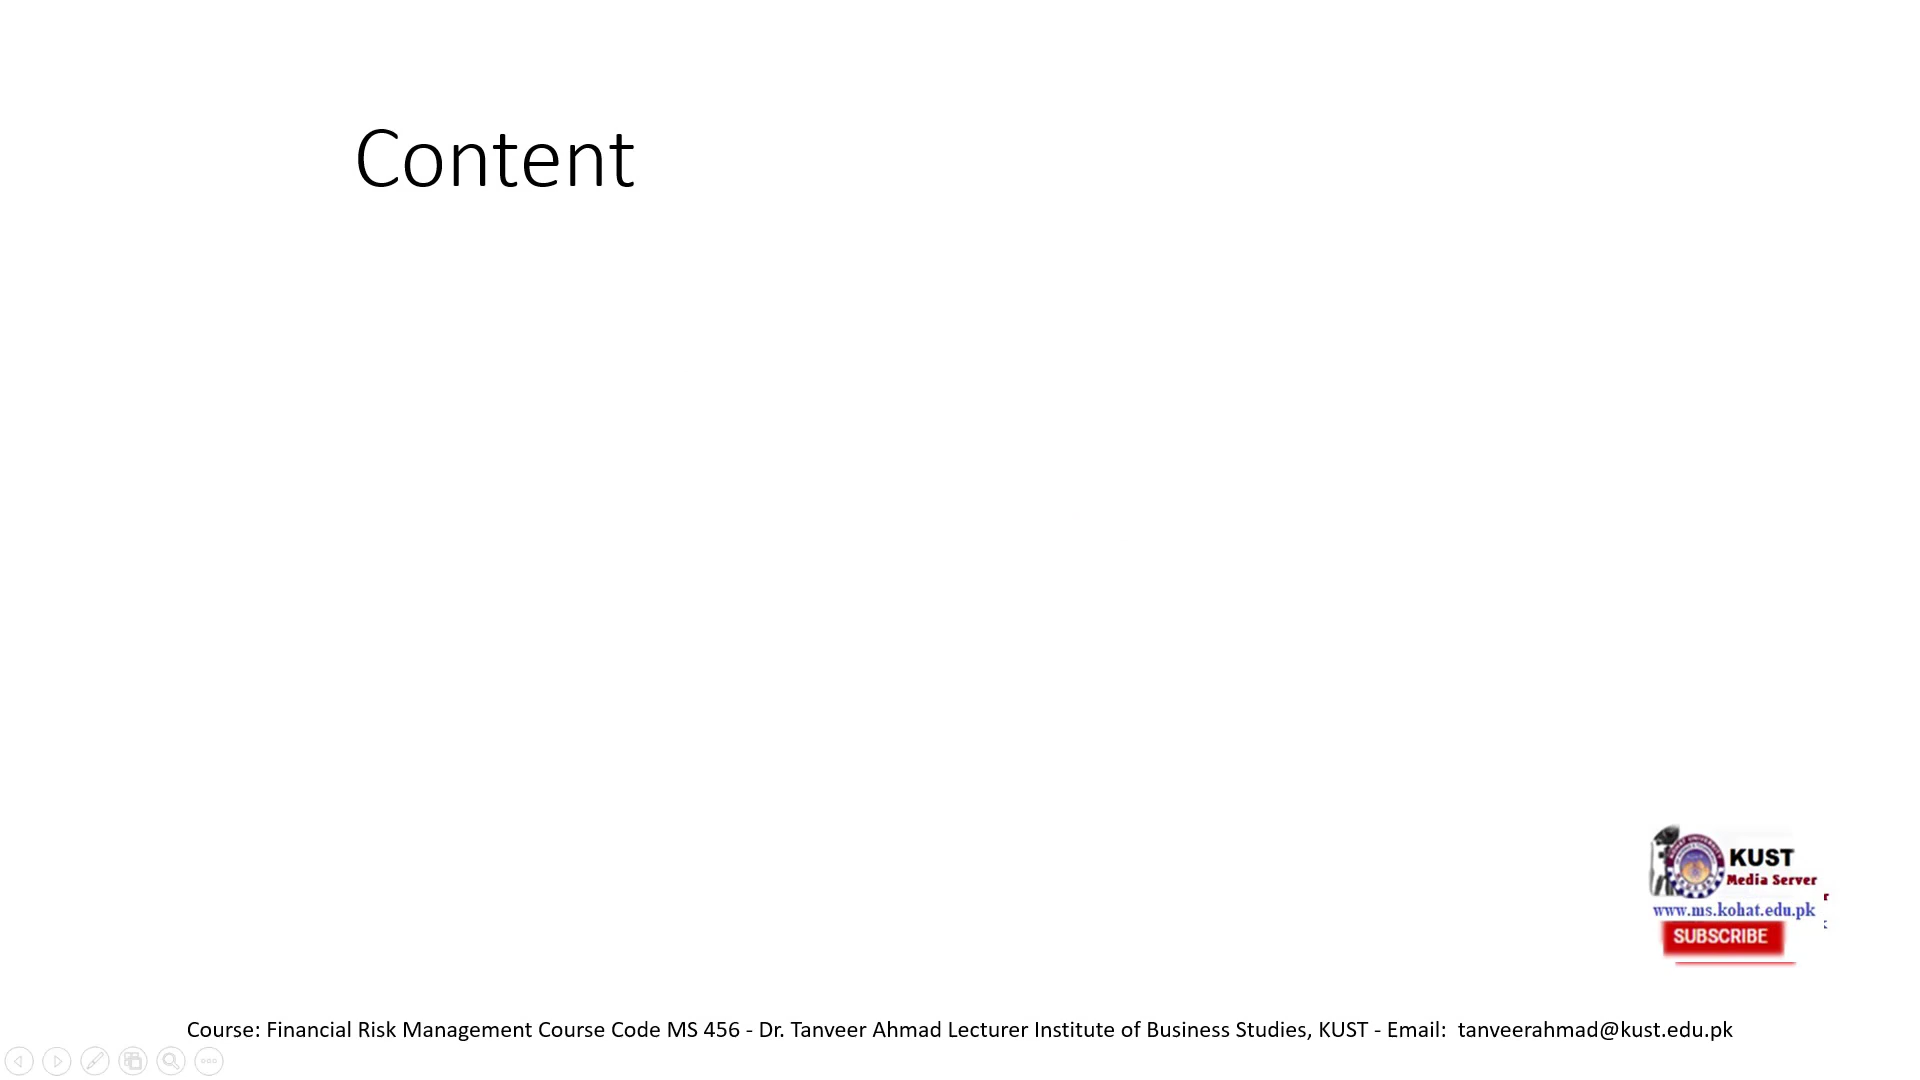 Content
KUST
Media Server
www.ms.kohat.edu.pk
SUBSCRIBE
Course: Financial Risk Management Course Code MS 456 - Dr. Tanveer Ahmad Lecturer Institute of Business Studies, KUST - Email:  tanveerahmad@kust.edu.pk